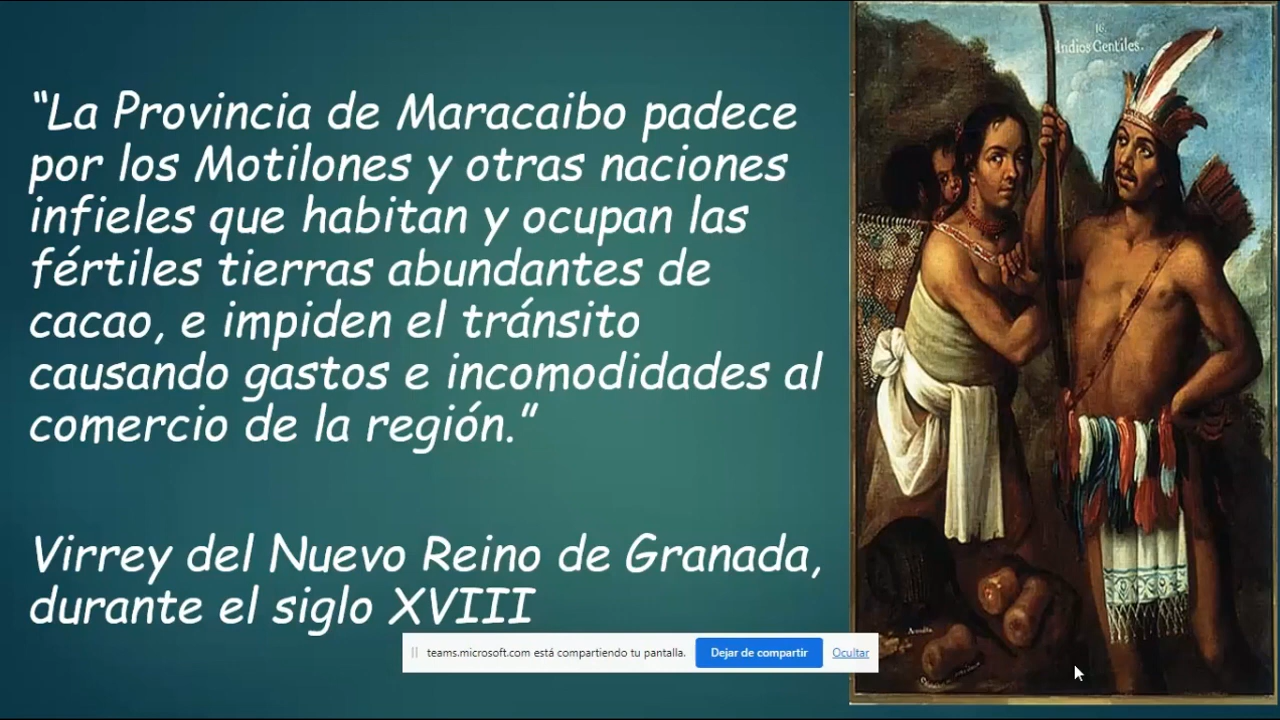 “La Provincia de Maracaibo padece
por los Motilones y otras naciones
infieles que habitan y ocupan las
fértiles tierras abundantes de
cacao, e impiden el tránsito
causando gastos e incomodidades al
comercio de la región.”
Virrey del Nuevo Reino de Granada,
durante el siglo XVIII
16.
Indios Gentiles.
teams.microsoft.com está compartiendo tu pantalla.
Dejar de compartir
Ocultar